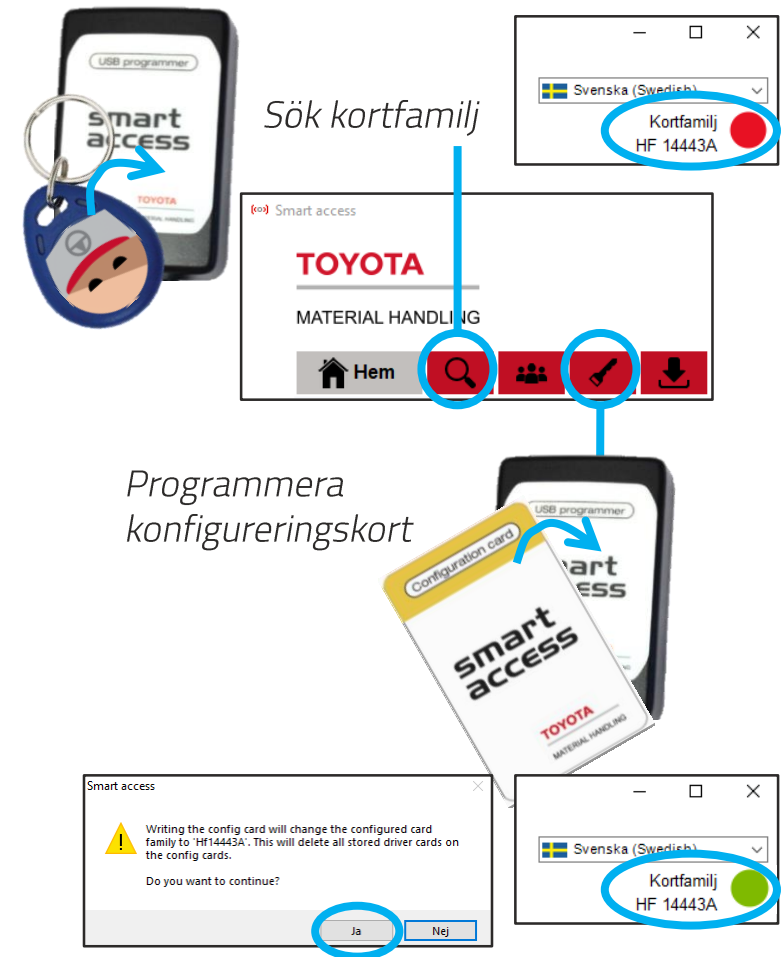 USB programmer
smart
access
TOYOTA
MATERIAL HANDLING
Sök kortfamilj
Svenska (Swedish)
Kortfamilj
HF 14443A
Smart access
TOYOTA
MATERIAL HANDLING
Hem
Programmera
konfigureringskort
USB programmer
art
ess
Configuration card
smart
access
TOYOTA
MATERIAL HANDLING
Smart access
Writing the config card will change the configured card
family to 'Hf14443A'. This will delete all stored driver cards on
the config cards.
Do you want to continue?
Ja
Nej
Svenska (Swedish)
Kortfamilj
HF 14443A